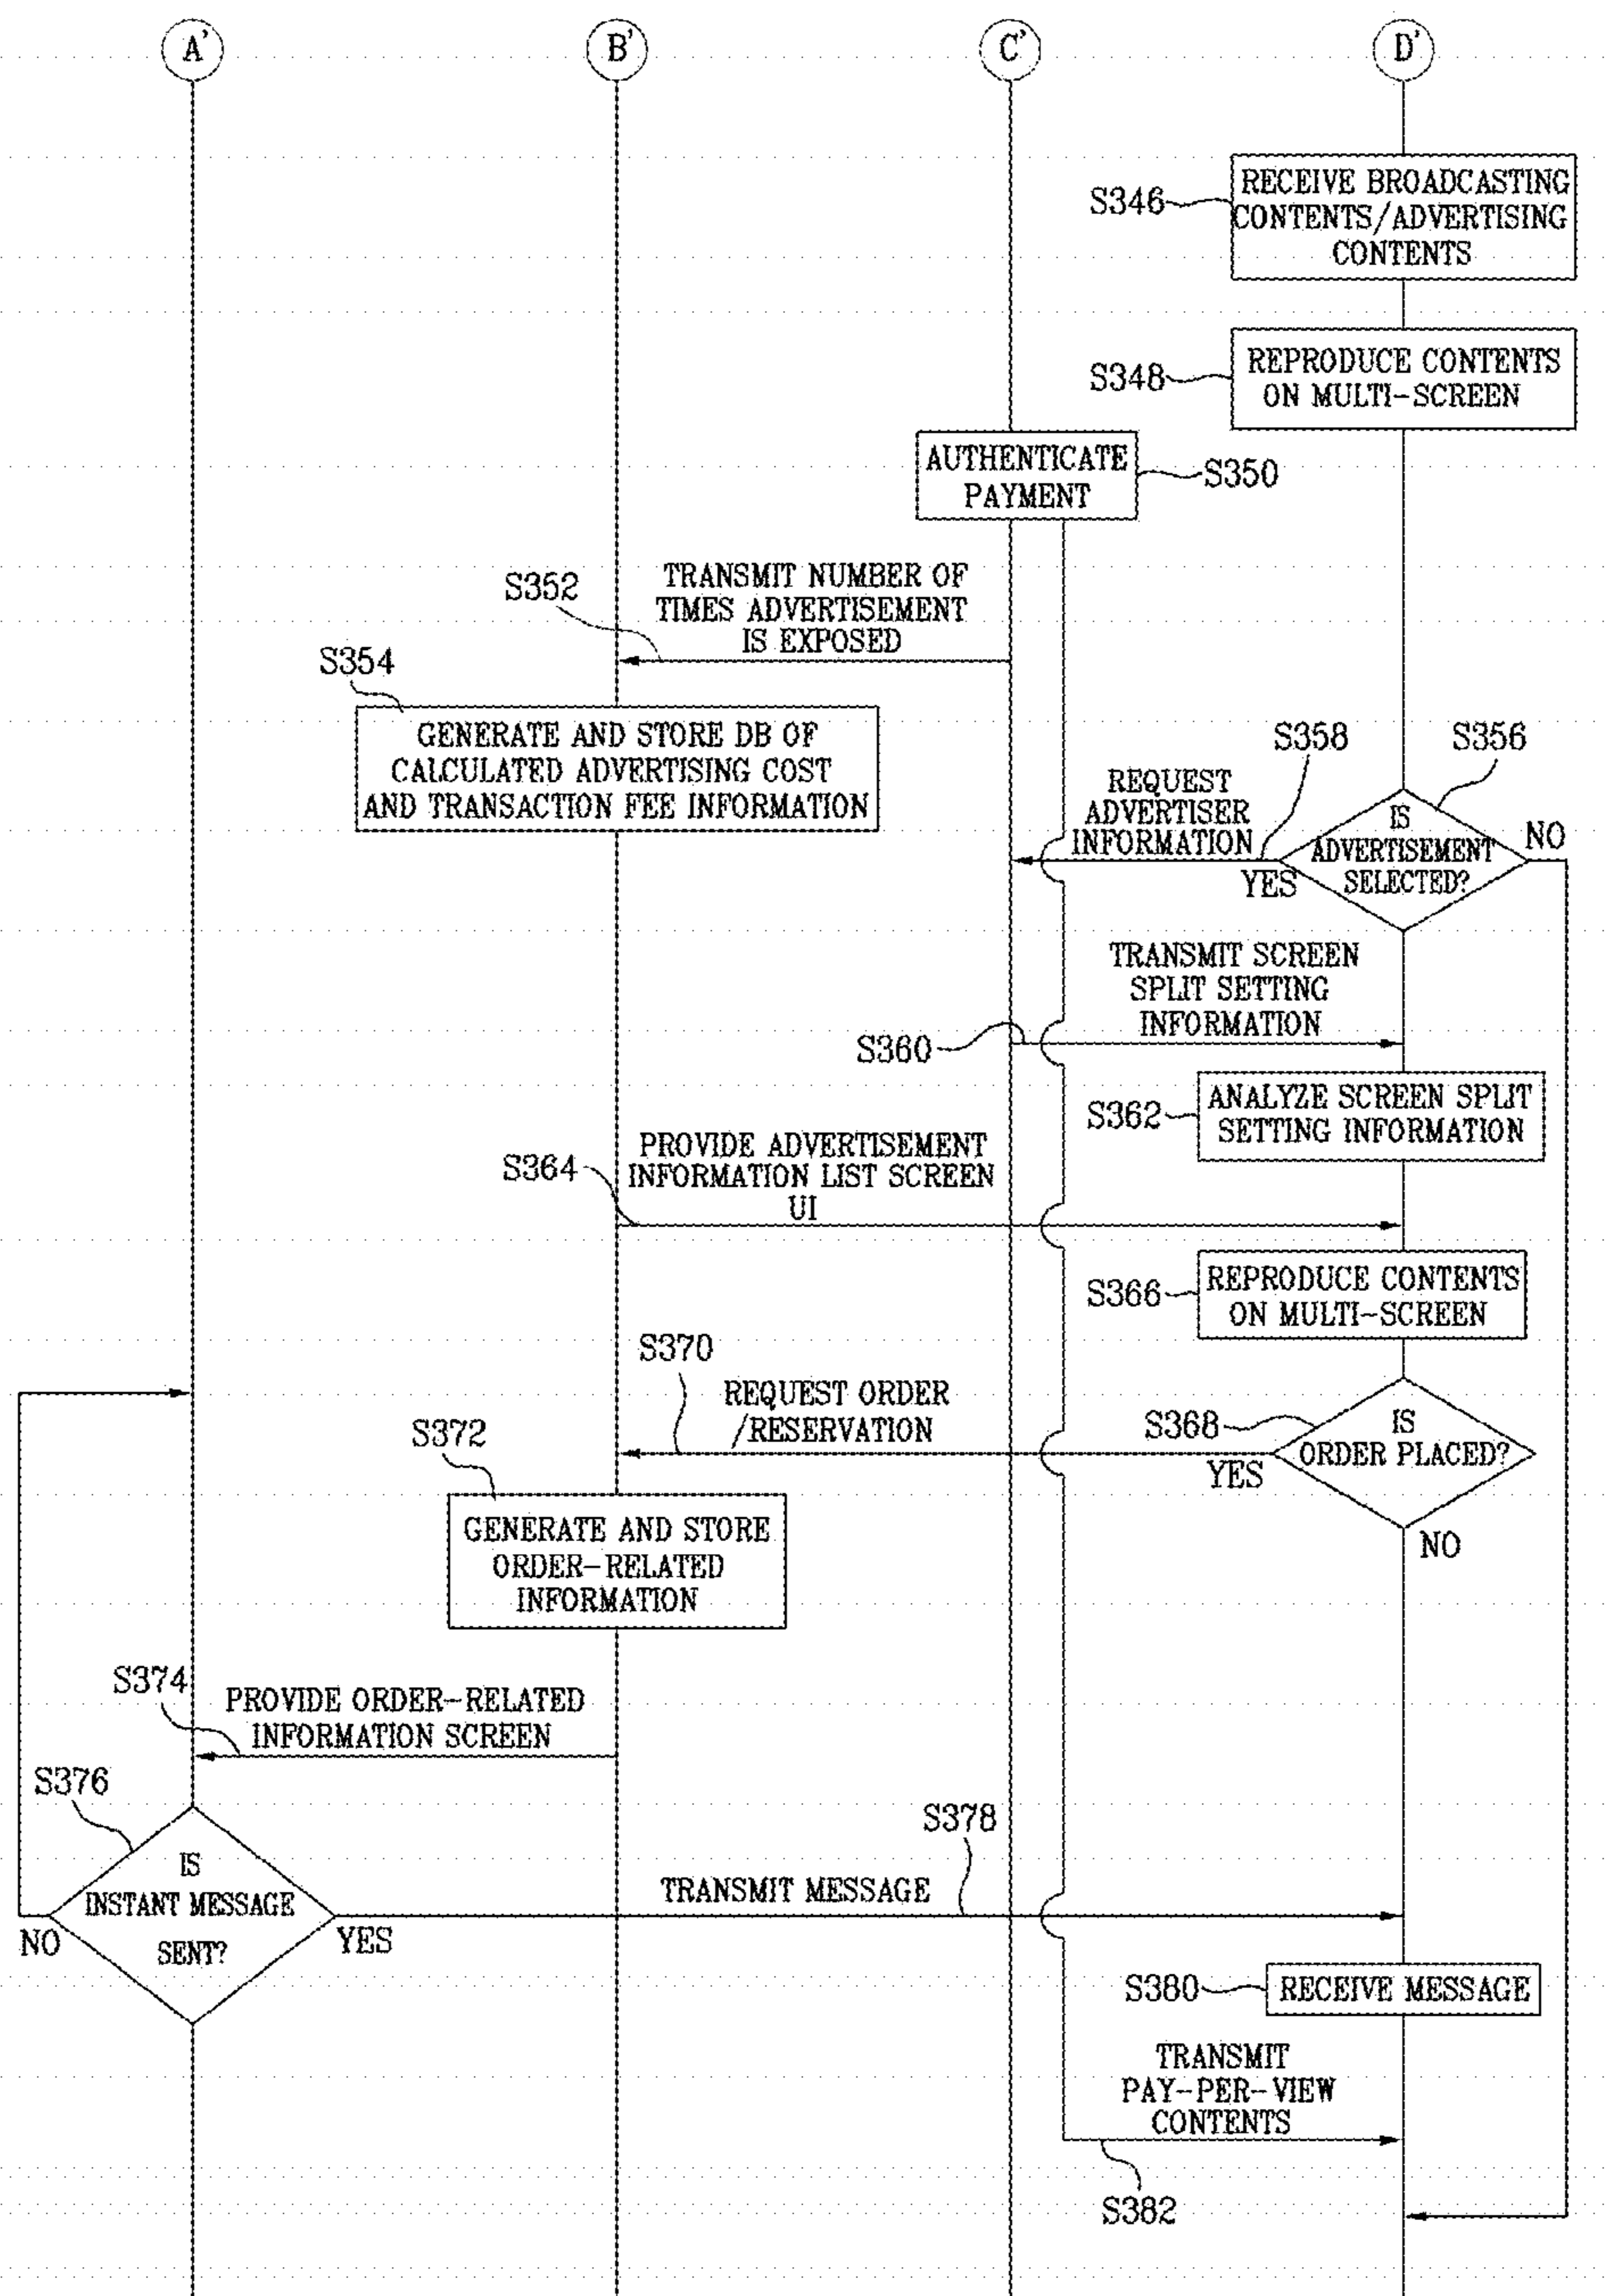 A'
B'
C'
D'
S346
RECEIVE BROADCASTING
CONTENTS/ADVERTISING
CONTENTS
S348
REPRODUCE CONTENTS
ON MULTI-SCREEN
AUTHENTICATE
PAYMENT
S350
S352
TRANSMIT NUMBER OF
TIMES ADVERTISEMENT
IS EXPOSED
S354
GENERATE AND STORE DB OF
CALCULATED ADVERTISING COST
AND TRANSACTION FEE INFORMATION
S358
S356
REQUEST
ADVERTISER
INFORMATION
IS
ADVERTISEMENT
SELECTED?
NO
YES
TRANSMIT SCREEN
SPLIT SETTING
INFORMATION
S360
S362
ANALYZE SCREEN SPLIT
SETTING INFORMATION
S364
PROVIDE ADVERTISEMENT
INFORMATION LIST SCREEN
UI
S366
REPRODUCE CONTENTS
ON MULTI-SCREEN
S370
REQUEST ORDER
/RESERVATION
S368
IS
ORDER PLACED?
YES
NO
S372
GENERATE AND STORE
ORDER-RELATED
INFORMATION
S374
PROVIDE ORDER-RELATED
INFORMATION SCREEN
S376
IS
INSTANT MESSAGE
SENT?
NO
YES
S378
TRANSMIT MESSAGE
S380
RECEIVE MESSAGE
TRANSMIT
PAY-PER-VIEW
CONTENTS
S382